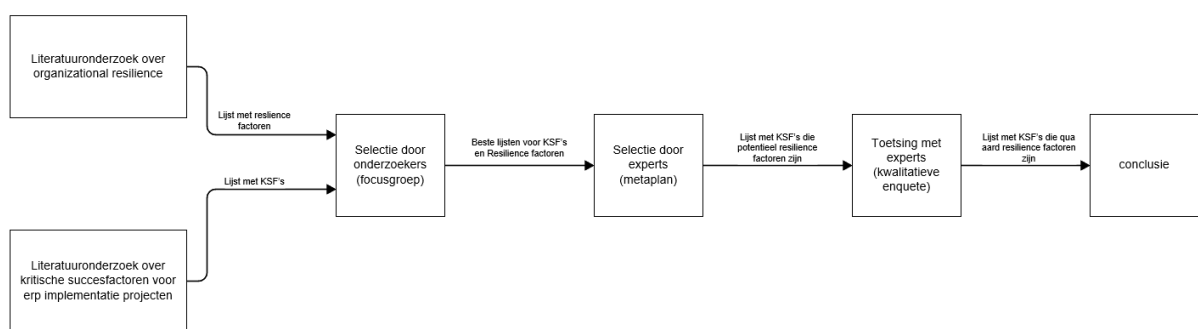 Literatuuronderzoek over
organizational resilience
Lijst met reslience
factoren
Lijst met KSF's
Literatuuronderzoek over
kritische succesfactoren voor
erp implementatie projecten
Selectie door
onderzoekers
(focusgroep)
Beste lijsten voor KSF's
en Resilience factoren
Selectie door
experts
(metaplan)
Lijst met KSF's die
potentieel resilience
factoren zijn
Toetsing met
experts
(kwalitatieve
enquete)
Lijst met KSF's die qua
aard resilience factoren
zijn
conclusie